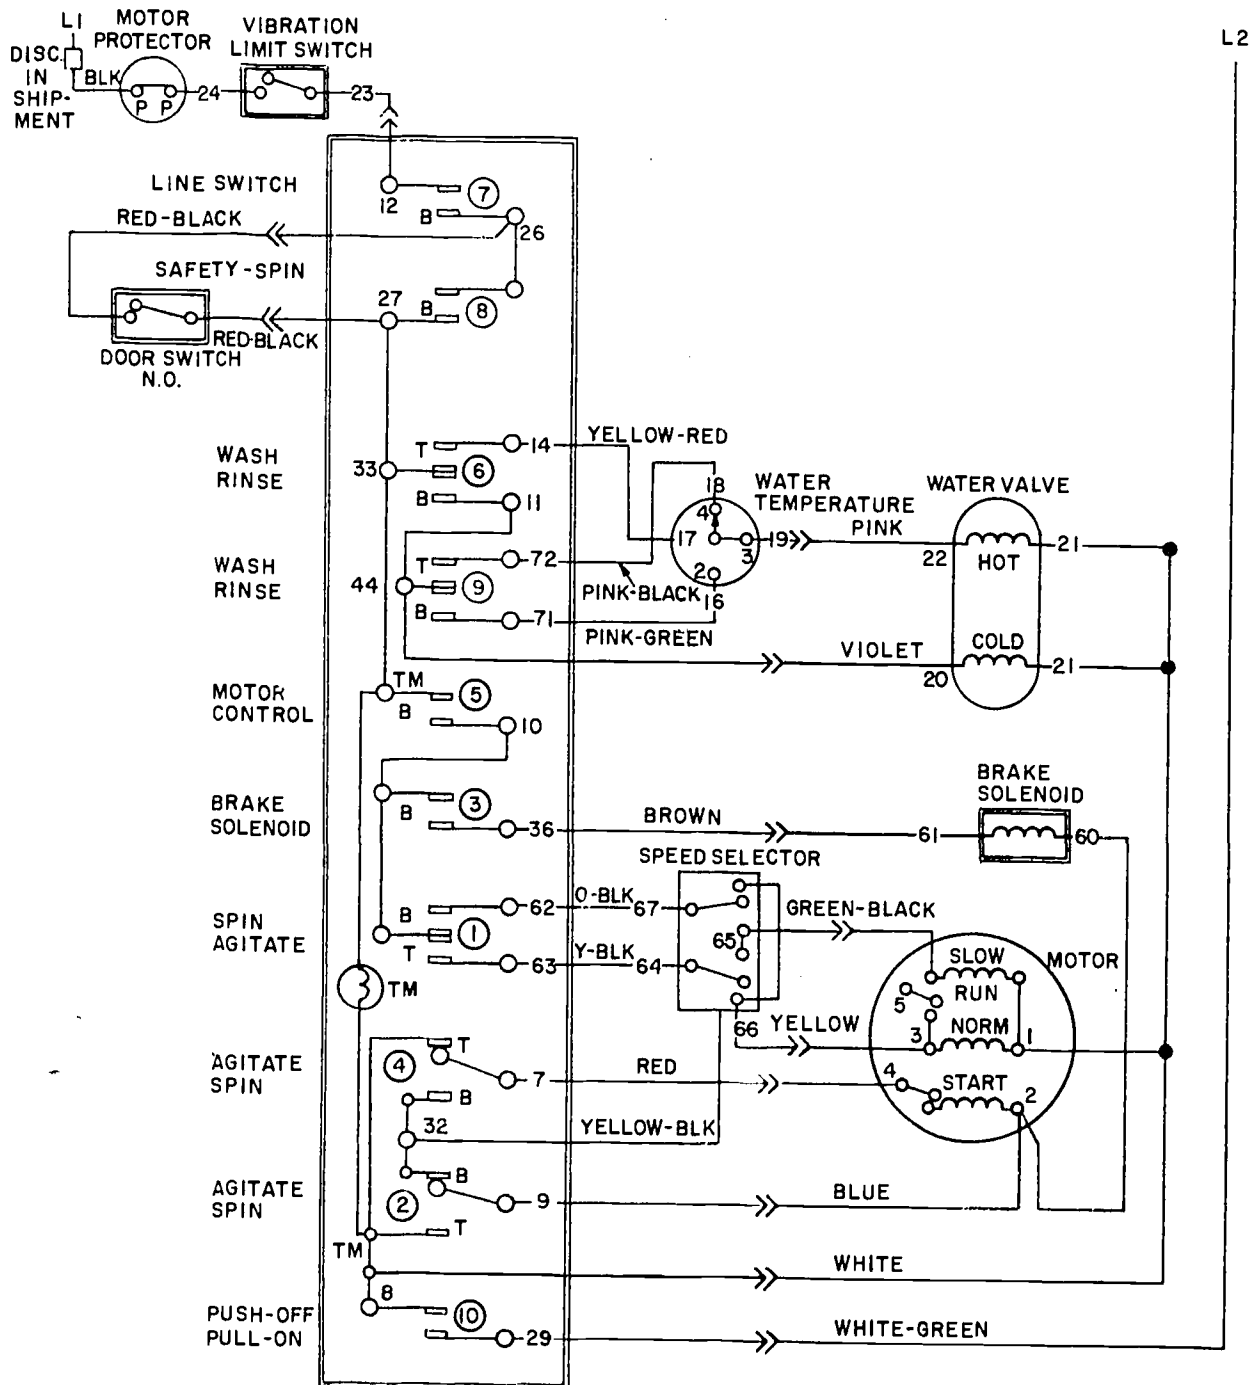 L1
MOTOR PROTECTOR
VIBRATION LIMIT SWITCH
L2
DISC. IN SHIP-MENT
BLK
P P
24
23
LINE SWITCH
12
7
B
26
RED-BLACK
SAFETY-SPIN
27
B
8
RED-BLACK
DOOR SWITCH N.O.
WASH RINSE
T
14
YELLOW-RED
33
6
B
11
18
4
17
3
2
16
19
WATER TEMPERATURE
PINK
WATER VALVE
22
HOT
21
WASH RINSE
T
72
PINK-BLACK
44
9
B
71
PINK-GREEN
VIOLET
20
COLD
21
MOTOR CONTROL
TM
5
B
10
BRAKE SOLENOID
3
B
36
BROWN
61
BRAKE SOLENOID
60
SPEED SELECTOR
SPIN AGITATE
B
62
O-BLK
67
1
T
63
Y-BLK
64
65
66
GREEN-BLACK
YELLOW
SLOW
RUN
MOTOR
5
3
NORM
1
4
START
2
TM
AGITATE SPIN
4
T
7
RED
B
32
YELLOW-BLK
AGITATE SPIN
B
2
9
BLUE
T
TM
WHITE
8
PUSH-OFF PULL-ON
10
29
WHITE-GREEN